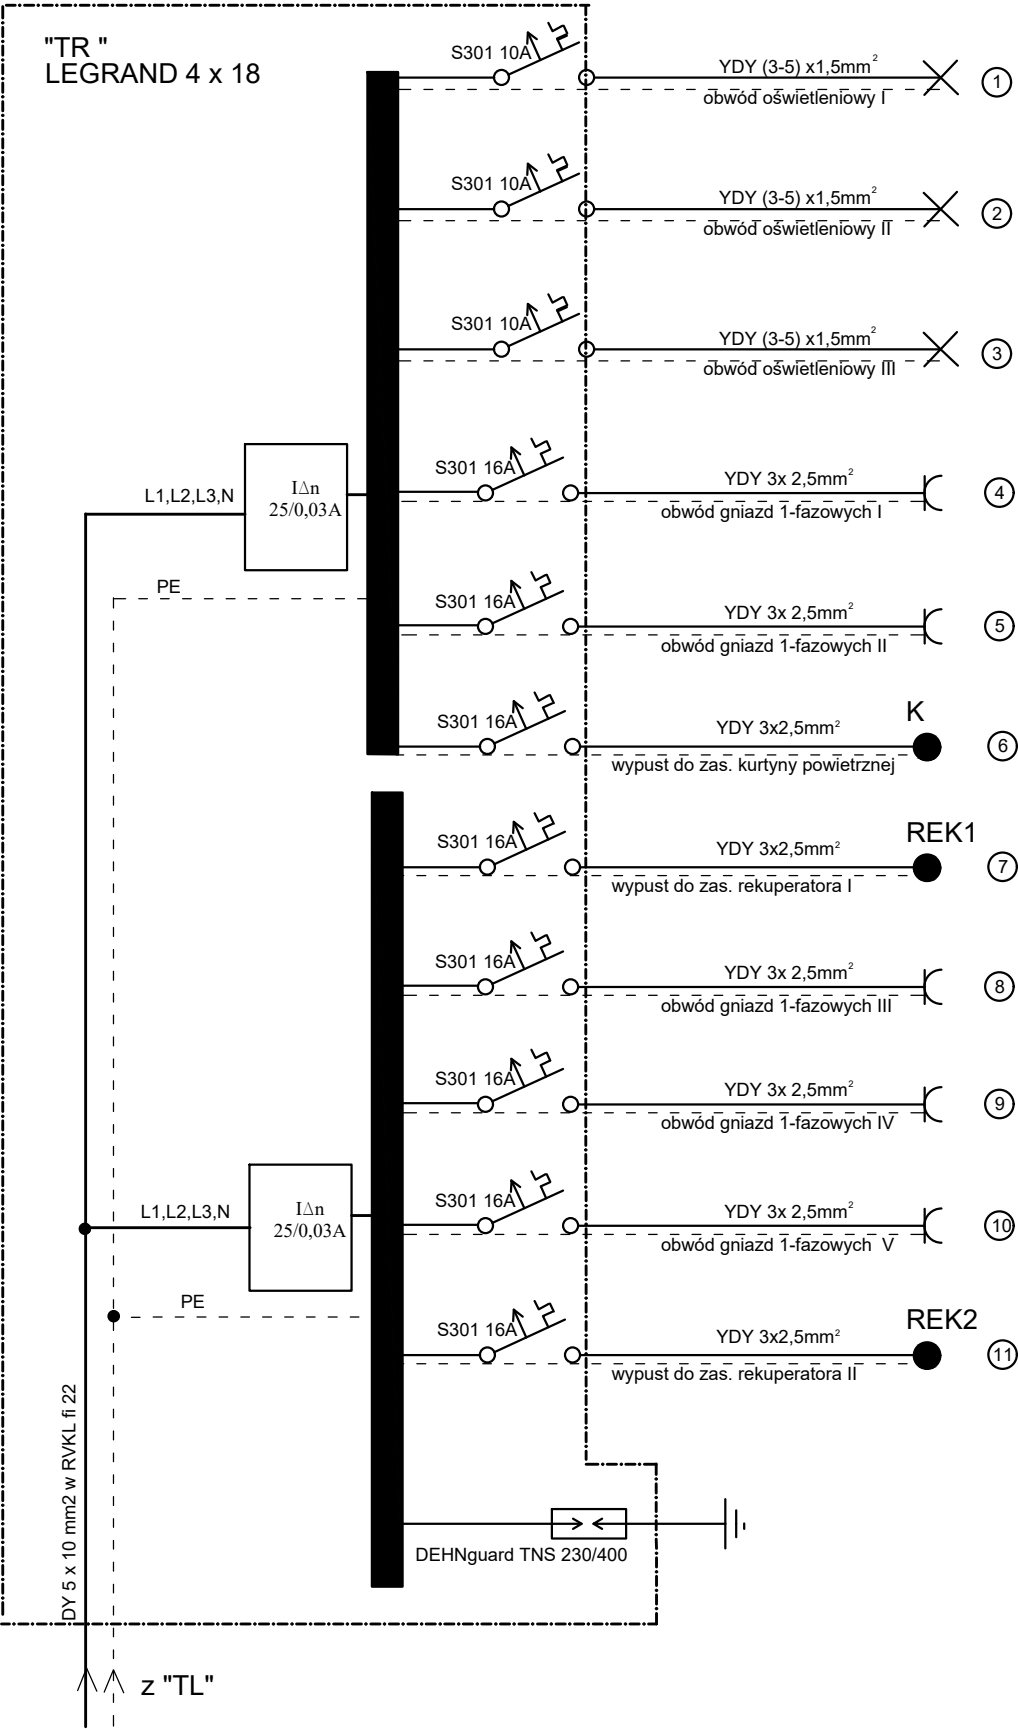 "TR "
LEGRAND 4 x 18
S301 10A
YDY (3-5) x1,5mm²
obwód oświetleniowy I
1
S301 10A
YDY (3-5) x1,5mm²
obwód oświetleniowy II
2
S301 10A
YDY (3-5) x1,5mm²
obwód oświetleniowy III
3
L1,L2,L3,N
I∆n
25/0,03A
S301 16A
YDY 3x 2,5mm²
obwód gniazd 1-fazowych I
4
PE
S301 16A
YDY 3x 2,5mm²
obwód gniazd 1-fazowych II
5
S301 16A
YDY 3x2,5mm²
wypust do zas. kurtyny powietrznej
K
6
S301 16A
YDY 3x2,5mm²
wypust do zas. rekuperatora I
REK1
7
S301 16A
YDY 3x 2,5mm²
obwód gniazd 1-fazowych III
8
S301 16A
YDY 3x 2,5mm²
obwód gniazd 1-fazowych IV
9
L1,L2,L3,N
I∆n
25/0,03A
S301 16A
YDY 3x 2,5mm²
obwód gniazd 1-fazowych V
10
PE
S301 16A
YDY 3x2,5mm²
wypust do zas. rekuperatora II
REK2
11
DY 5 x 10 mm2 w RVKL fi 22
DEHNguard TNS 230/400
z "TL"